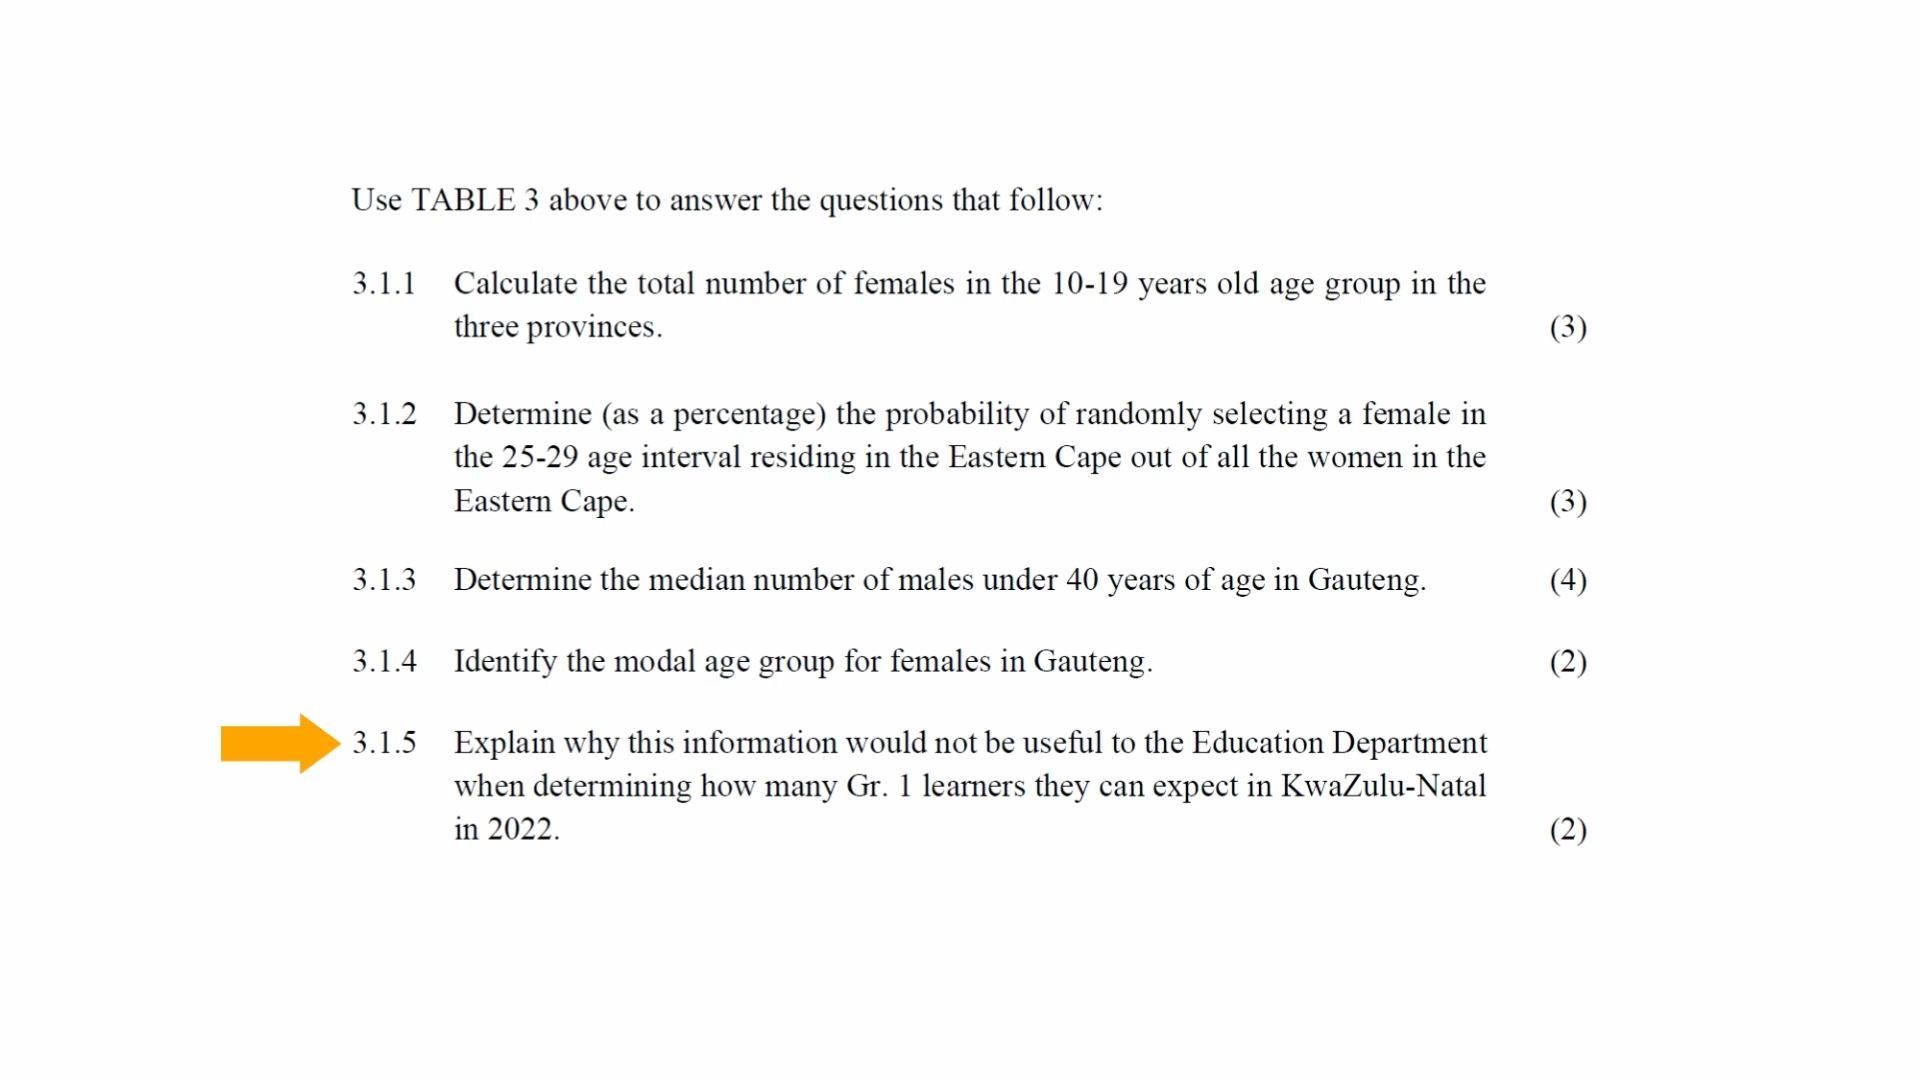 Use TABLE 3 above to answer the questions that follow:
3.1.1 Calculate the total number of females in the 10-19 years old age group in the
three provinces. (3)
3.1.2 Determine (as a percentage) the probability of randomly selecting a female in
the 25-29 age interval residing in the Eastern Cape out of all the women in the
Eastern Cape. (3)
3.1.3 Determine the median number of males under 40 years of age in Gauteng. (4)
3.1.4 Identify the modal age group for females in Gauteng. (2)
3.1.5 Explain why this information would not be useful to the Education Department
when determining how many Gr. 1 learners they can expect in KwaZulu-Natal
in 2022. (2)